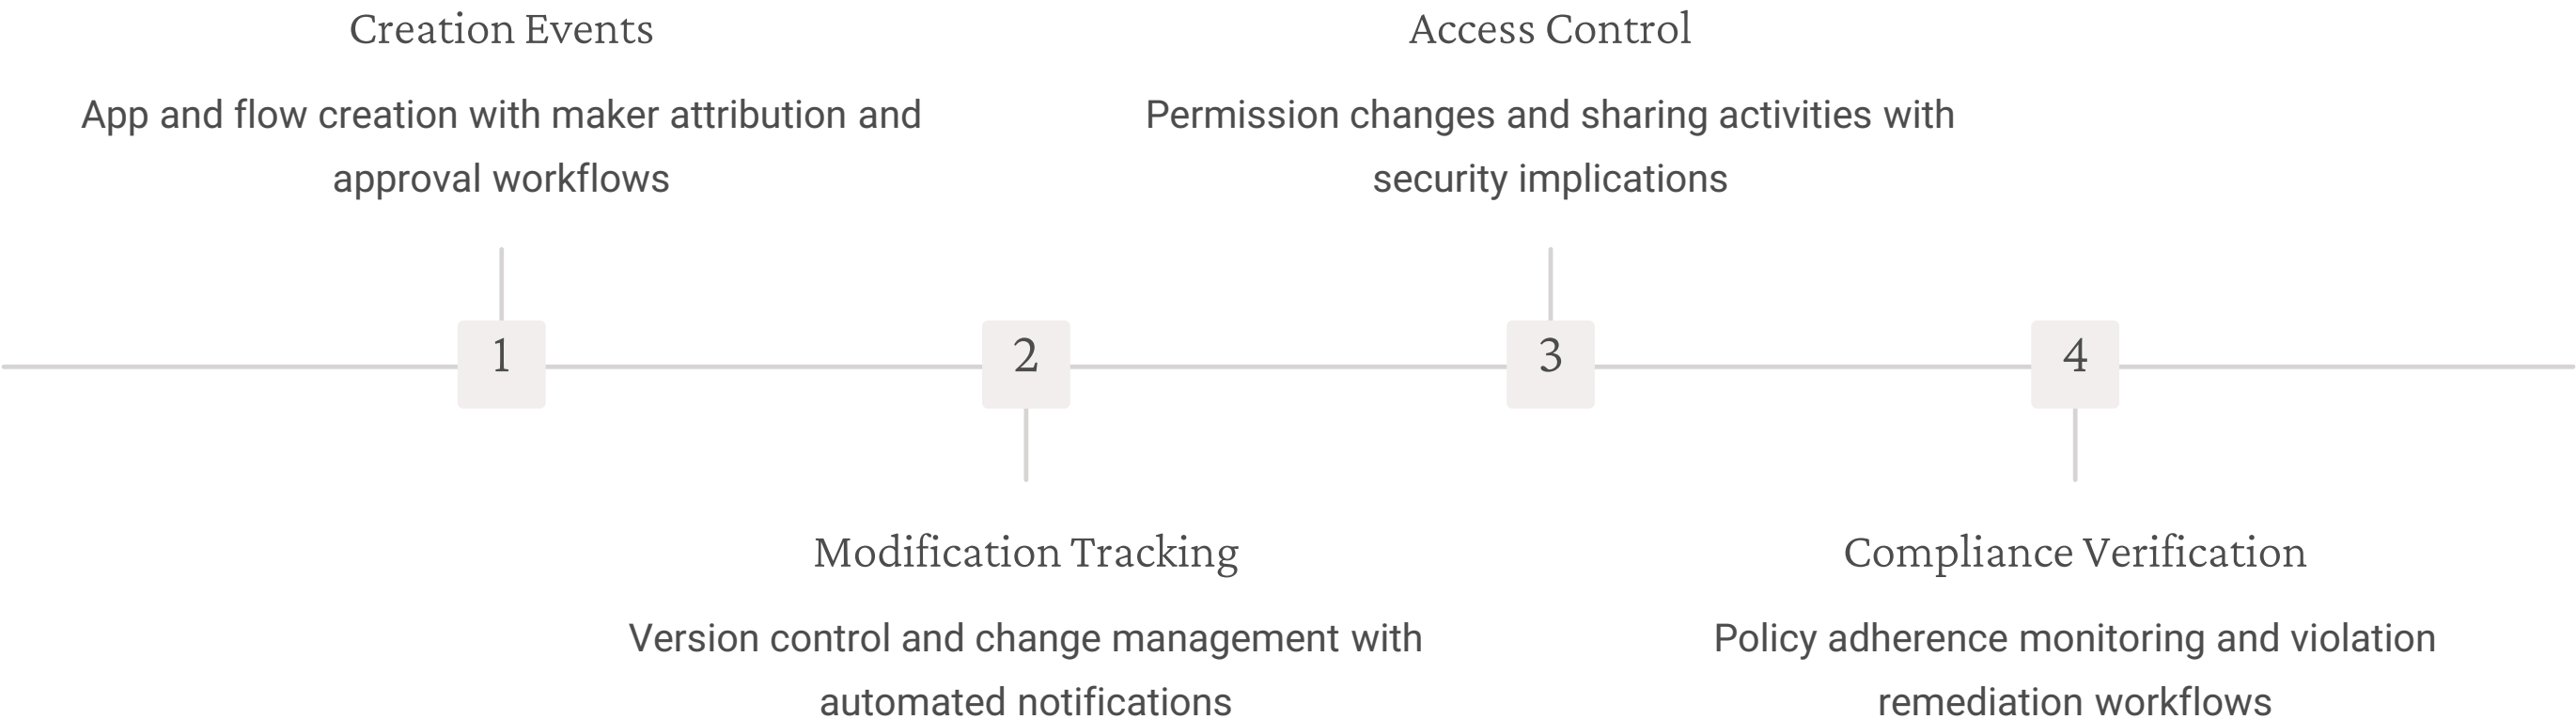 Creation Events
App and flow creation with maker attribution and
approval workflows
Access Control
Permission changes and sharing activities with
security implications
1
2
3
4
Modification Tracking
Version control and change management with
automated notifications
Compliance Verification
Policy adherence monitoring and violation
remediation workflows